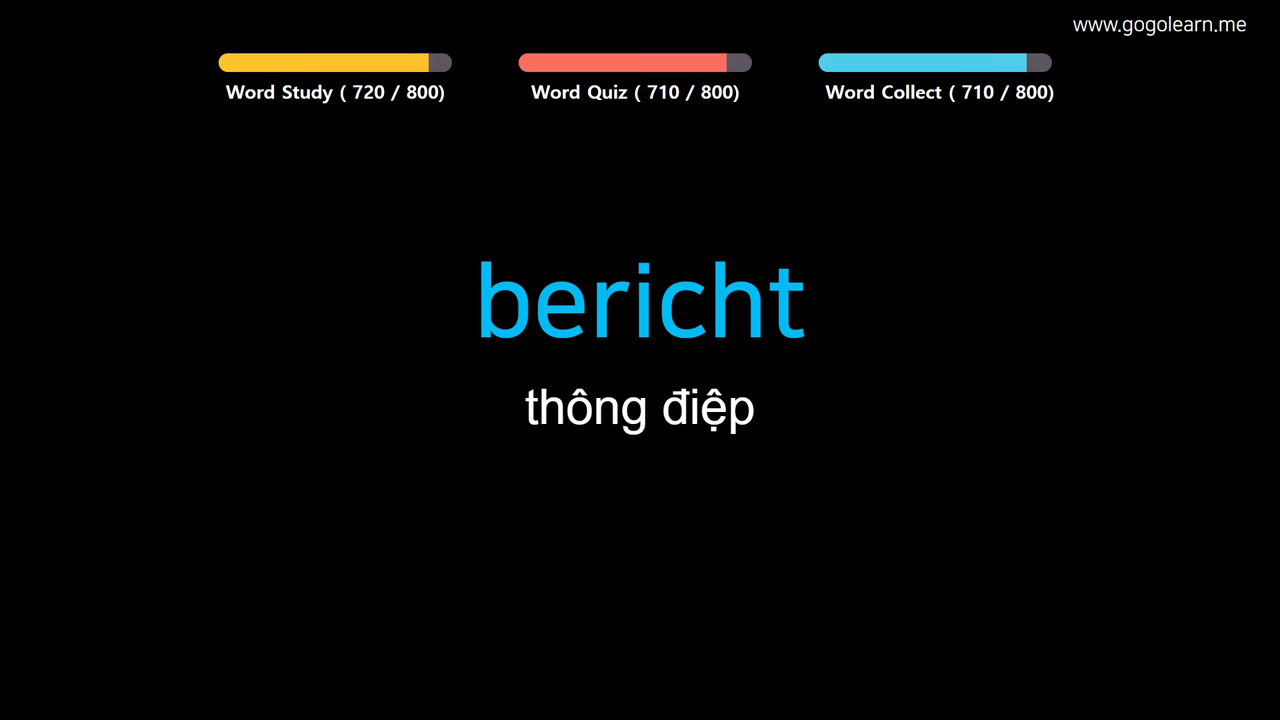 www.gogolearn.me
Word Study ( 720 / 800)
Word Quiz ( 710 / 800)
Word Collect ( 710 / 800)
bericht
thông điệp